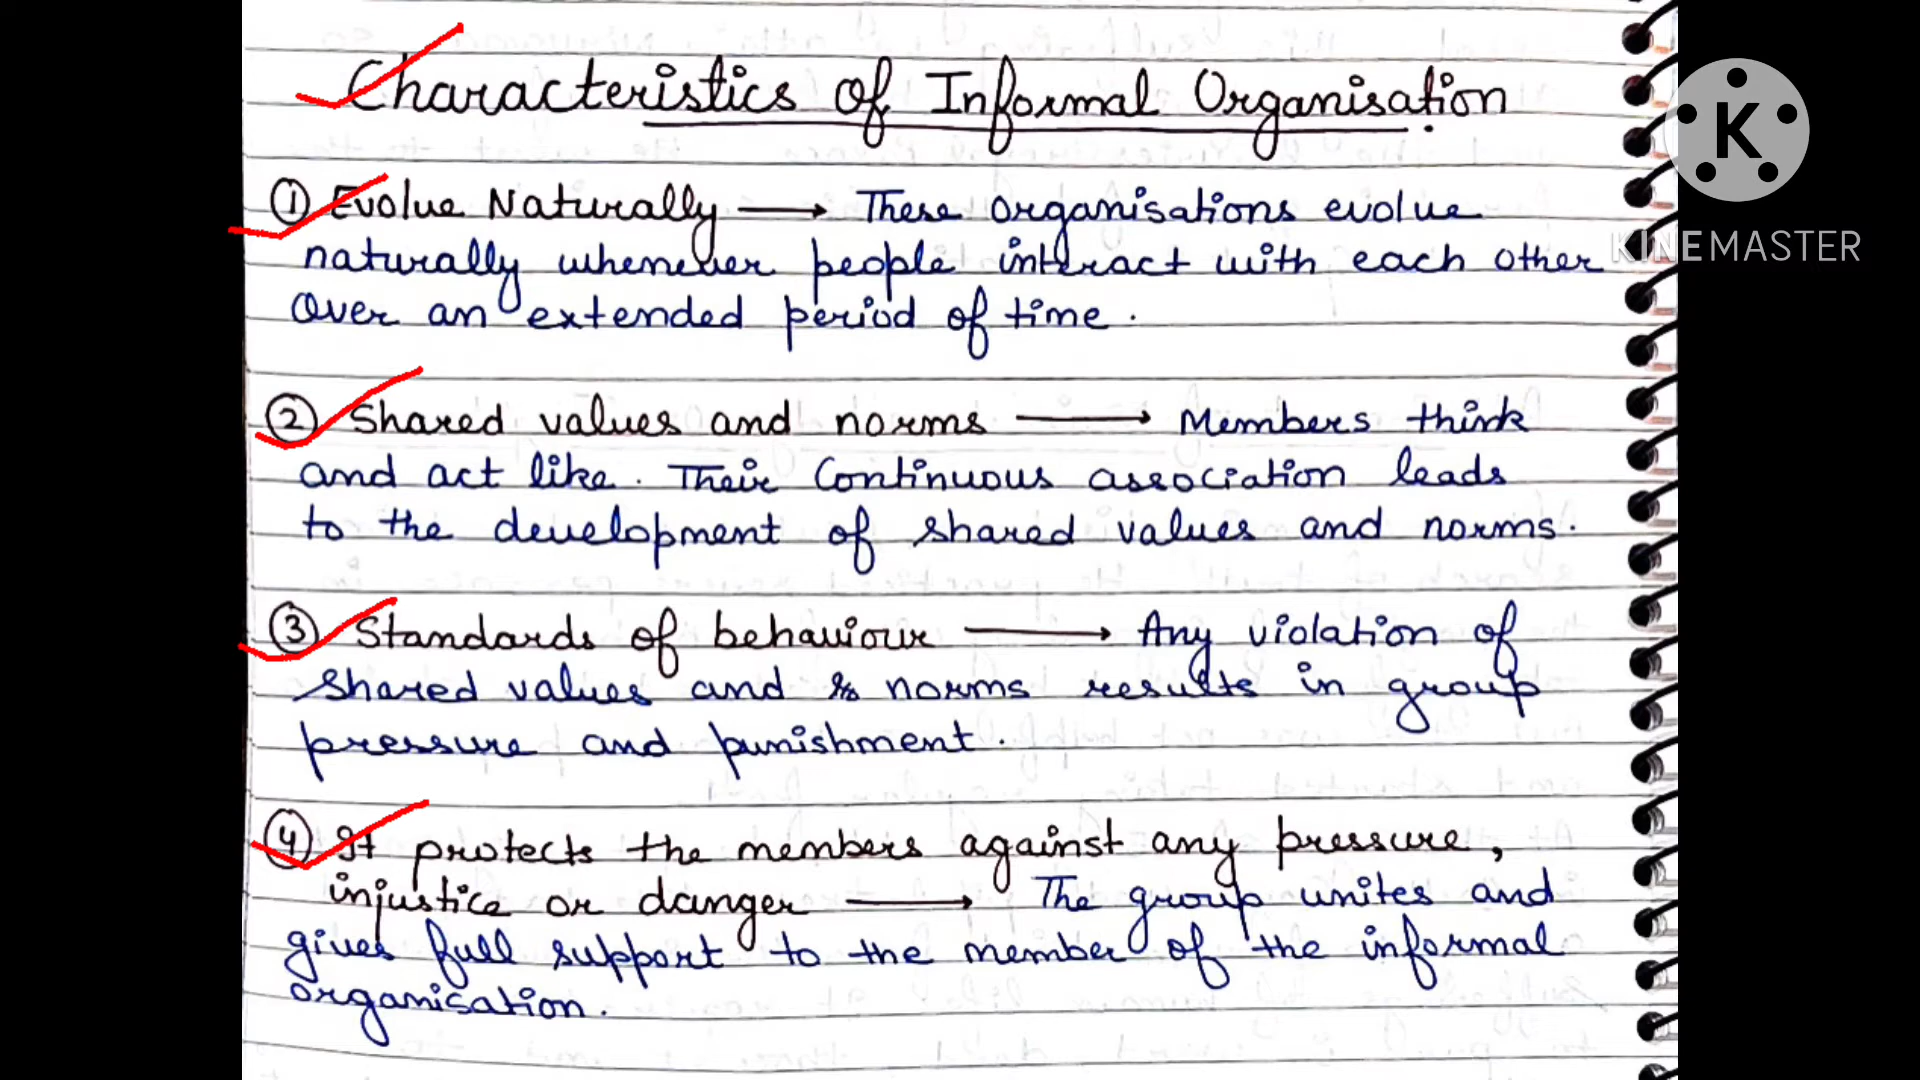 Characteristics of Informal Organisation
① Evolve Naturally → These organisations evolve
naturally whenever people interact with each other
Over an extended period of time.
② Shared values and norms → Members think
and act like. Their Continuous association leads
to the development of shared values and norms.
③ Standards of behaviour → Any violation of
shared values and norms results in group
pressure and punishment.
④ It protects the members against any pressure,
injustice or danger → The group unites and
gives full support to the member of the informal
organisation.
K
KINEMASTER